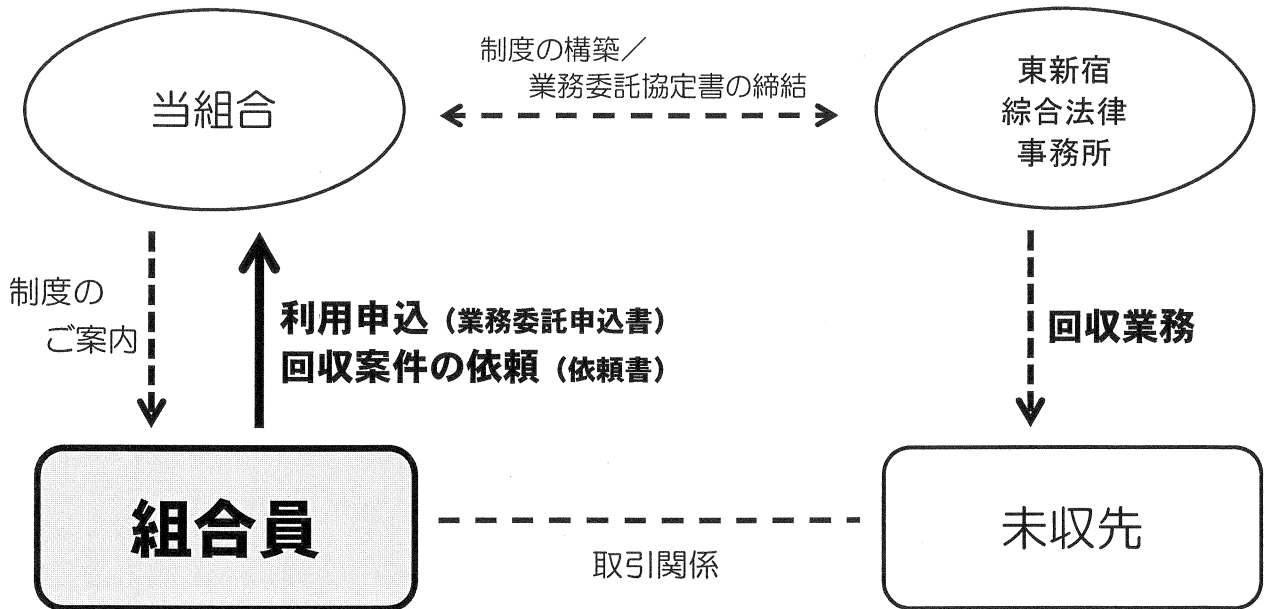 制度の構築／
業務委託協定書の締結
当組合
東新宿
綜合法律
事務所
制度の
ご案内
利用申込（業務委託申込書）
回収案件の依頼（依頼書）
回収業務
組合員
取引関係
未収先